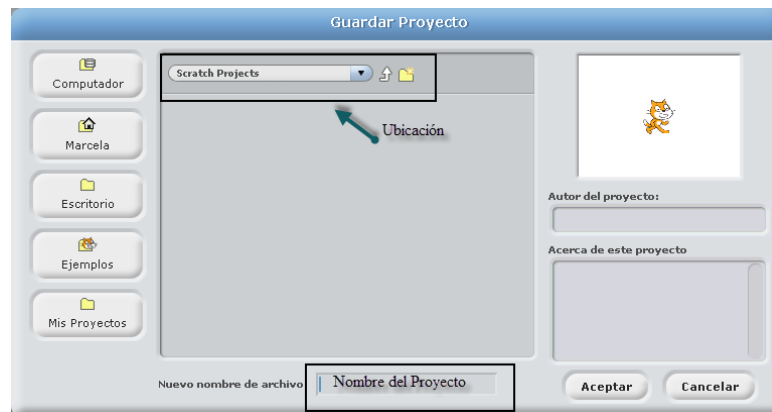 Guardar Proyecto
Computador
Marcela
Escritorio
Ejemplos
Mis Proyectos
Scratch Projects
Ubicación
Autor del proyecto:
Acerca de este proyecto
Nuevo nombre de archivo
Nombre del Proyecto
Aceptar
Cancelar